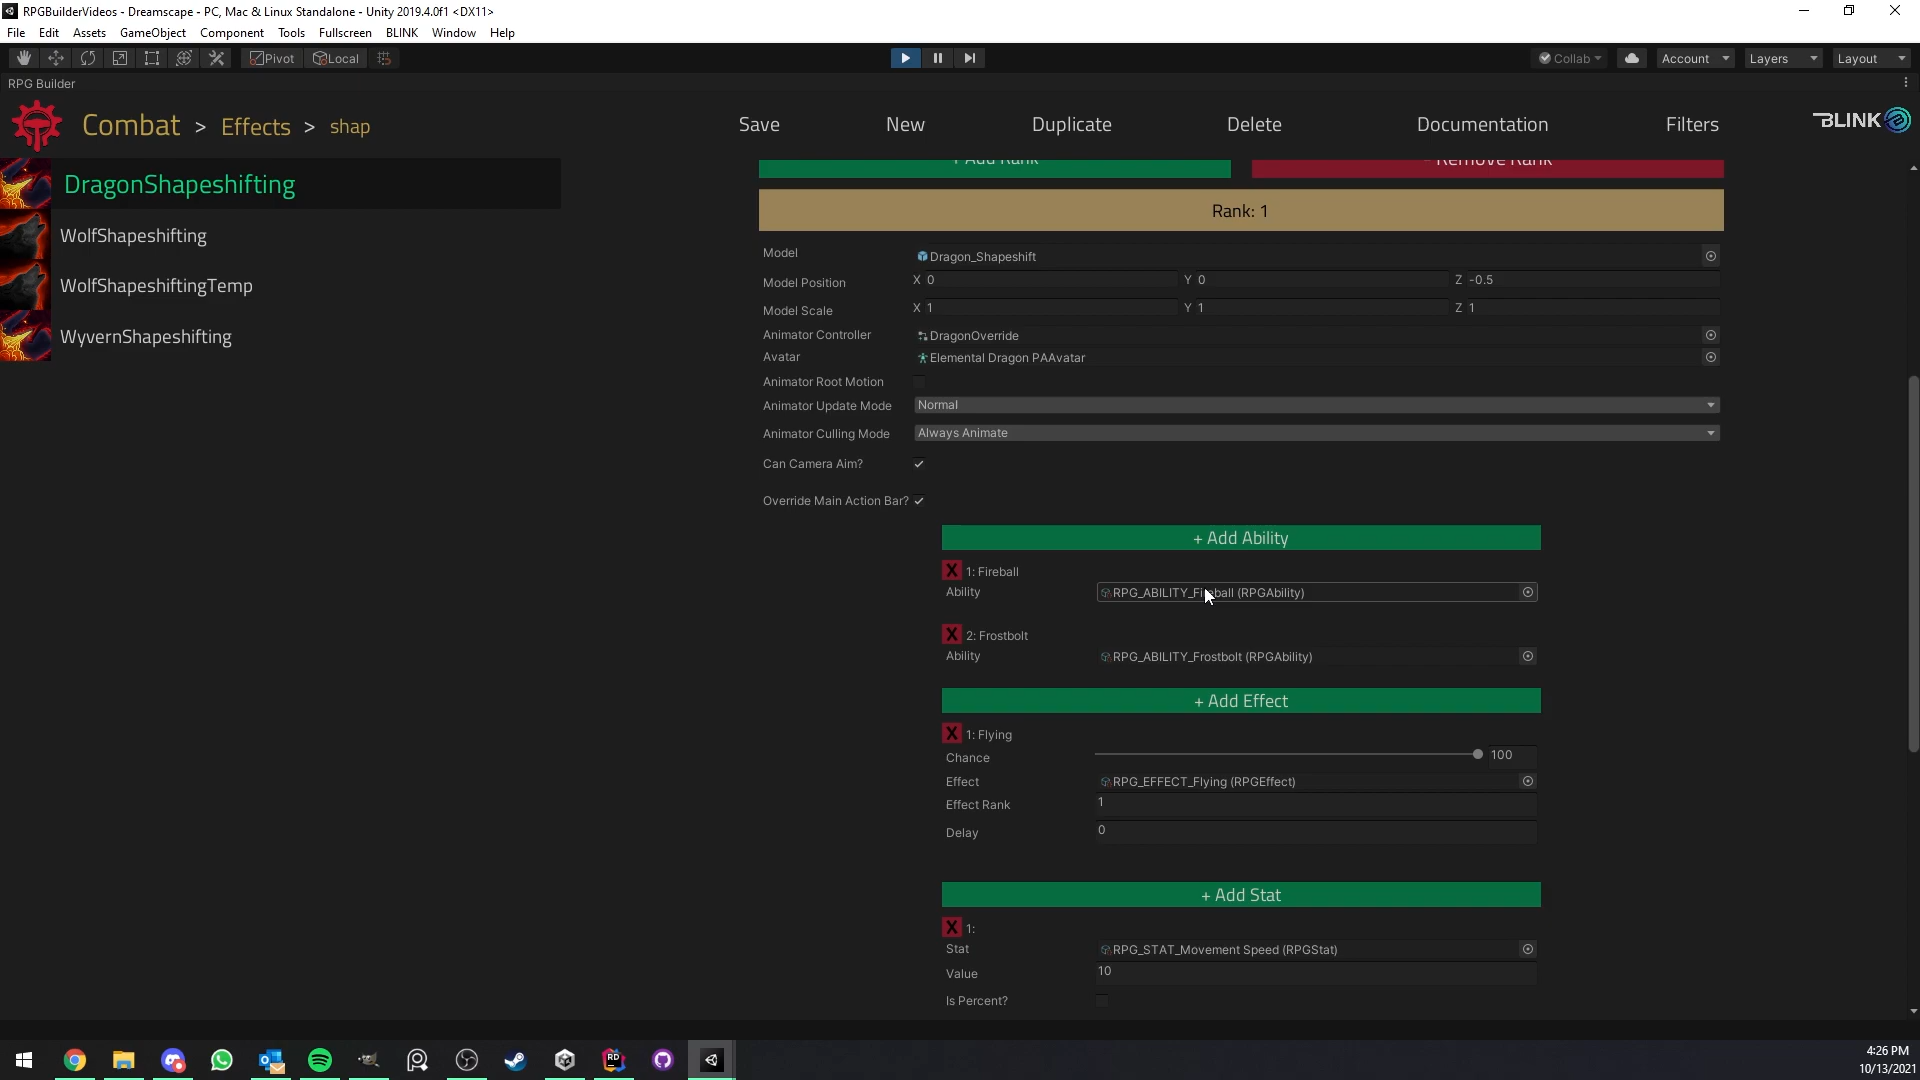 RPGBuilderVideos - Dreamscape - PC, Mac & Linux Standalone - Unity 2019.4.0f1 <DX11>
File Edit Assets GameObject Component Tools Fullscreen BLINK Window Help
Pivot Local Collab Account Layers Layout
RPG Builder
Combat > Effects > shap Save New Duplicate Delete Documentation Filters BLINK
+ Add Rank - Remove Rank
DragonShapeshifting
WolfShapeshifting
WolfShapeshiftingTemp
WyvernShapeshifting
Rank: 1
Model Dragon_Shapeshift
Model Position X 0 Y 0 Z -0.5
Model Scale X 1 Y 1 Z 1
Animator Controller DragonOverride
Avatar Elemental Dragon PAAvatar
Animator Root Motion
Animator Update Mode Normal
Animator Culling Mode Always Animate
Can Camera Aim?
Override Main Action Bar?
+ Add Ability
X 1: Fireball
Ability RPG_ABILITY_Fireball (RPGAbility)
X 2: Frostbolt
Ability RPG_ABILITY_Frostbolt (RPGAbility)
+ Add Effect
X 1: Flying
Chance 100
Effect RPG_EFFECT_Flying (RPGEffect)
Effect Rank 1
Delay 0
+ Add Stat
X 1:
Stat RPG_STAT_Movement Speed (RPGStat)
Value 10
Is Percent?
RD
4:26 PM
10/13/2021